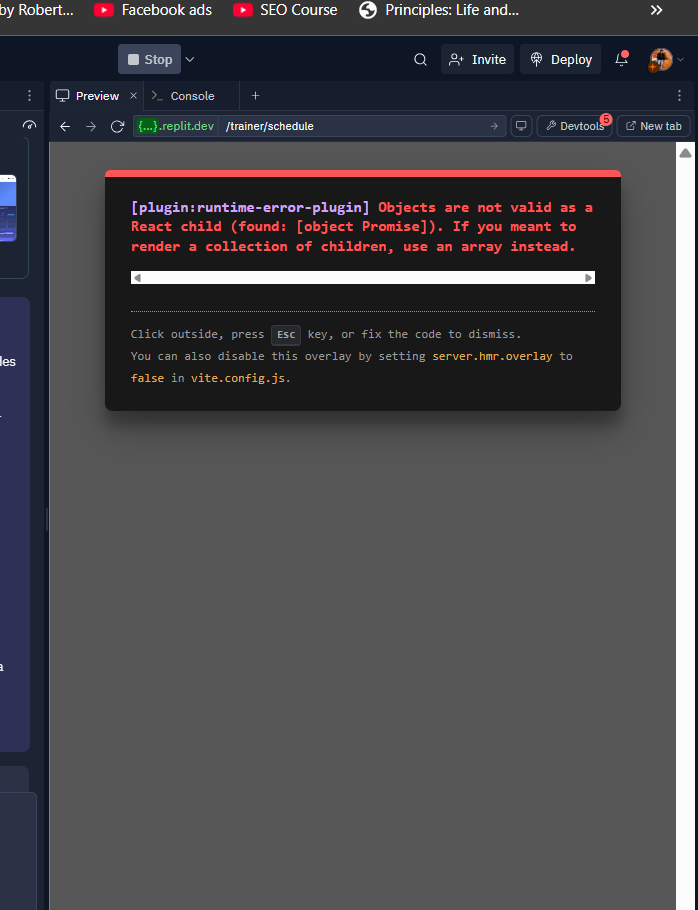 by Robert... Facebook ads SEO Course Principles: Life and... »
Stop Invite Deploy
Preview × >_ Console +
{...}.replit.dev /trainer/schedule Devtools 5 New tab
[plugin:runtime-error-plugin] Objects are not valid as a
React child (found: [object Promise]). If you meant to
render a collection of children, use an array instead.
Click outside, press Esc key, or fix the code to dismiss.
You can also disable this overlay by setting server.hmr.overlay to
false in vite.config.js.
les
a